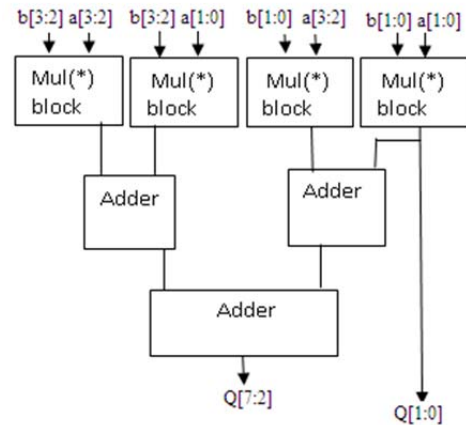 b[3:2] a[3:2] b[3:2] a[1:0] b[1:0] a[3:2] b[1:0] a[1:0]
Mul(*) block
Mul(*) block
Mul(*) block
Mul(*) block
Adder
Adder
Adder
Q[7:2]
Q[1:0]